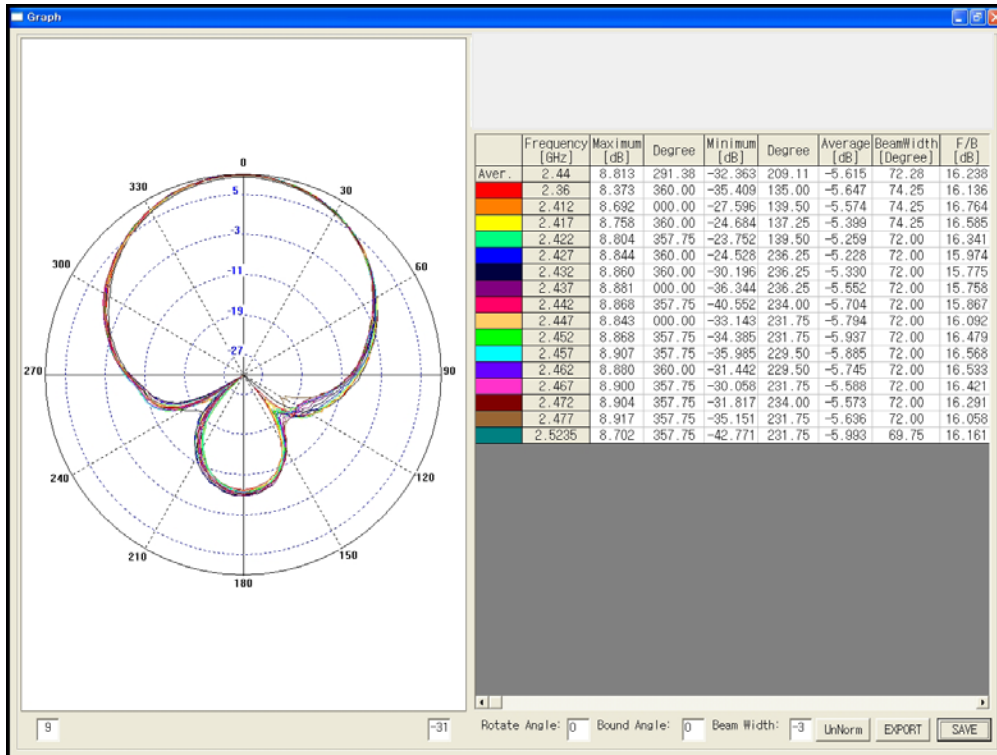 Graph
0
330
30
5
-3
300
60
-11
-19
-27
270
90
240
120
210
150
180
Frequency [GHz] Maximum [dB] Degree Minimum [dB] Degree Average [dB] BeamWidth [Degree] F/B [dB]
Aver. 2.44 8.813 291.38 -32.363 209.11 -5.615 72.28 16.238
2.36 8.373 360.00 -35.409 135.00 -5.647 74.25 16.136
2.412 8.692 000.00 -27.596 139.50 -5.574 74.25 16.764
2.417 8.758 360.00 -24.684 137.25 -5.399 74.25 16.585
2.422 8.804 357.75 -23.752 139.50 -5.259 72.00 16.341
2.427 8.844 360.00 -24.528 236.25 -5.228 72.00 15.974
2.432 8.860 360.00 -30.196 236.25 -5.330 72.00 15.775
2.437 8.881 000.00 -36.344 236.25 -5.552 72.00 15.758
2.442 8.868 357.75 -40.552 234.00 -5.704 72.00 15.867
2.447 8.843 000.00 -33.143 231.75 -5.794 72.00 16.092
2.452 8.868 357.75 -34.385 231.75 -5.937 72.00 16.479
2.457 8.907 357.75 -35.985 229.50 -5.885 72.00 16.568
2.462 8.880 360.00 -31.442 229.50 -5.745 72.00 16.533
2.467 8.900 357.75 -30.058 231.75 -5.588 72.00 16.421
2.472 8.904 357.75 -31.817 234.00 -5.573 72.00 16.291
2.477 8.917 357.75 -35.151 231.75 -5.636 72.00 16.058
2.5235 8.702 357.75 -42.771 231.75 -5.993 69.75 16.161
9
-31
Rotate Angle: 0 Bound Angle: 0 Beam Width: -3 UnNorm EXPORT SAVE